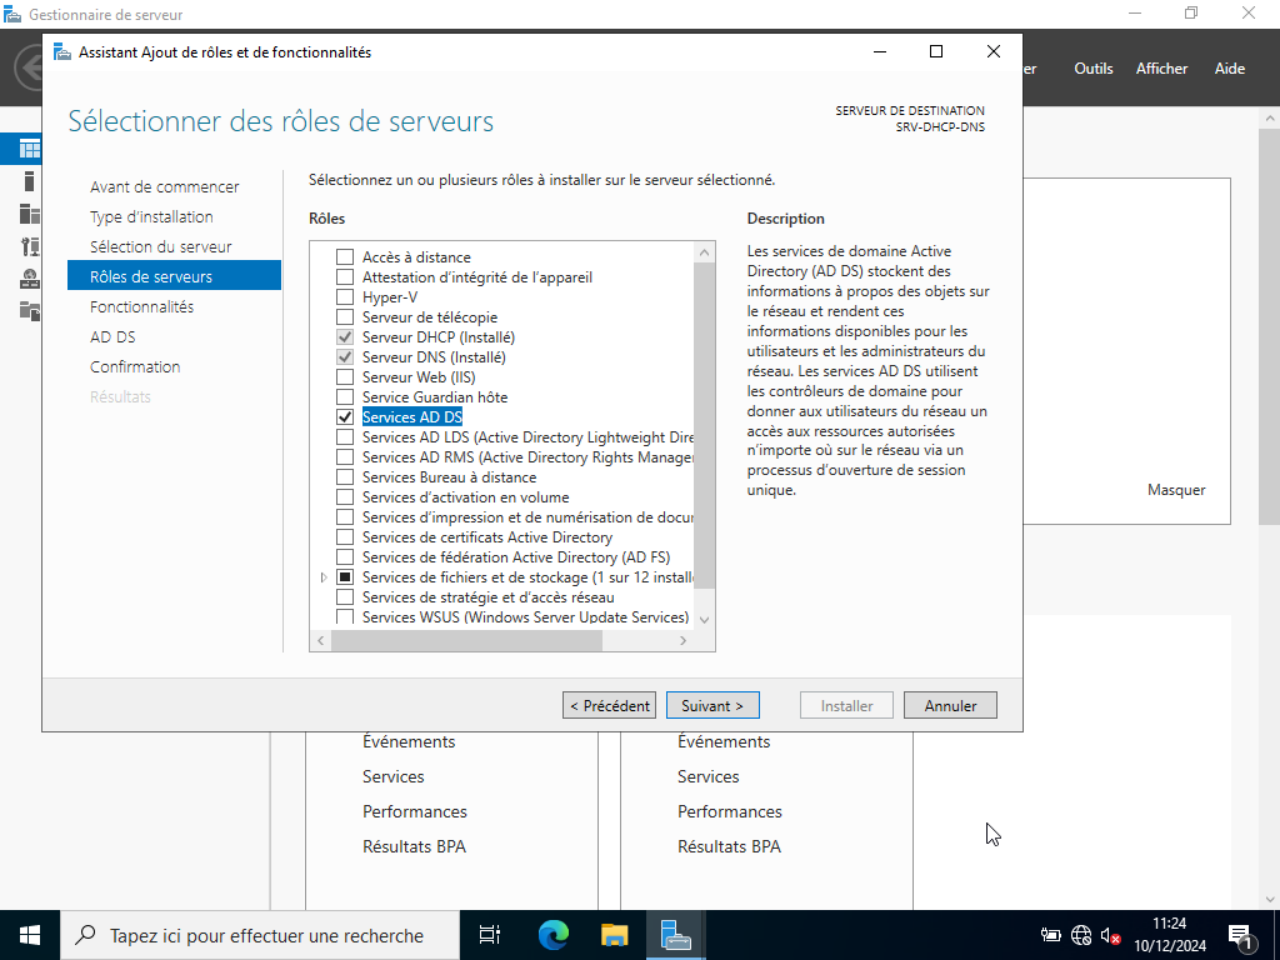 Gestionnaire de serveur
Assistant Ajout de rôles et de fonctionnalités
er
Outils
Afficher
Aide
Sélectionner des rôles de serveurs
SERVEUR DE DESTINATION
SRV-DHCP-DNS
Avant de commencer
Type d'installation
Sélection du serveur
Rôles de serveurs
Fonctionnalités
AD DS
Confirmation
Résultats
Sélectionnez un ou plusieurs rôles à installer sur le serveur sélectionné.
Rôles
Accès à distance
Attestation d'intégrité de l'appareil
Hyper-V
Serveur de télécopie
Serveur DHCP (Installé)
Serveur DNS (Installé)
Serveur Web (IIS)
Service Guardian hôte
Services AD DS
Services AD LDS (Active Directory Lightweight Dire
Services AD RMS (Active Directory Rights Manager
Services Bureau à distance
Services d'activation en volume
Services d'impression et de numérisation de docur
Services de certificats Active Directory
Services de fédération Active Directory (AD FS)
Services de fichiers et de stockage (1 sur 12 install
Services de stratégie et d'accès réseau
Services WSUS (Windows Server Update Services)
Description
Les services de domaine Active
Directory (AD DS) stockent des
informations à propos des objets sur
le réseau et rendent ces
informations disponibles pour les
utilisateurs et les administrateurs du
réseau. Les services AD DS utilisent
les contrôleurs de domaine pour
donner aux utilisateurs du réseau un
accès aux ressources autorisées
n'importe où sur le réseau via un
processus d'ouverture de session
unique.
Masquer
< Précédent
Suivant >
Installer
Annuler
Événements
Services
Performances
Résultats BPA
Événements
Services
Performances
Résultats BPA
Tapez ici pour effectuer une recherche
11:24
10/12/2024
1